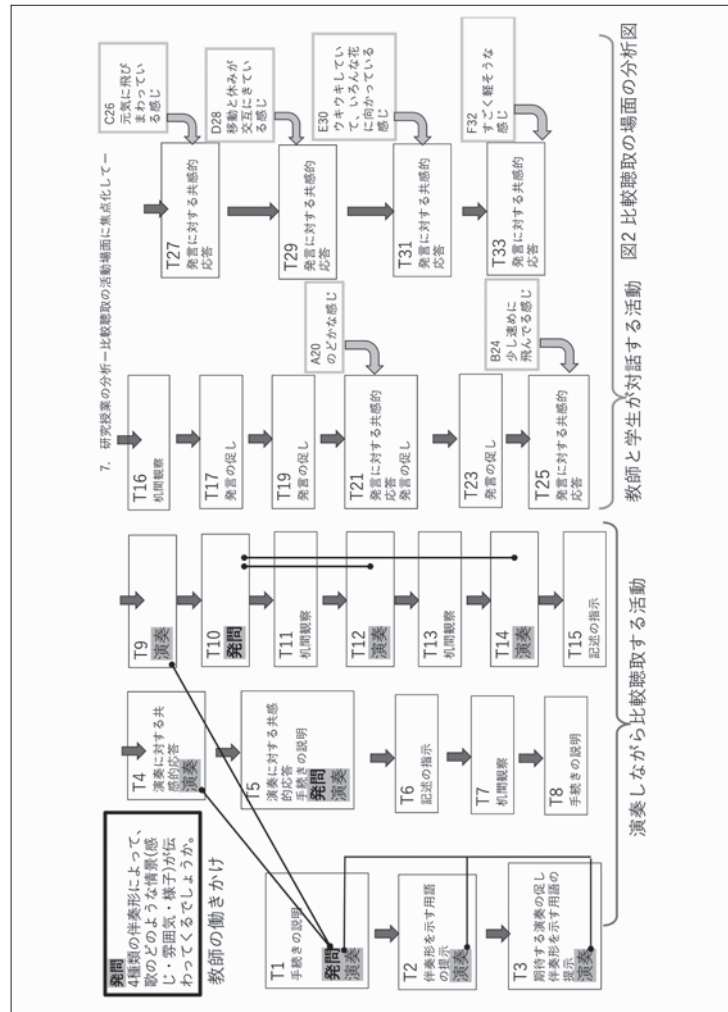 7. 研究授業の分析ー比較聴取の活動場面に焦点化してー
発問
4種類の伴奏形によって、
歌のどのような情景(感
じ・雰囲気・様子)が伝
わってくるでしょうか。
教師の働きかけ
T1
手続きの説明
発問
演奏
T2
伴奏形を示す用語
の提示
演奏
T3
期待する演奏の促し
伴奏形を示す用語の
提示
演奏
T4
演奏に対する共
感的応答
演奏
T5
演奏に対する共感
的応答
手続きの説明
発問
演奏
T6
記述の指示
T7
机間観察
T8
手続きの説明
T9
演奏
T10
発問
T11
机間観察
T12
演奏
T13
机間観察
T14
演奏
T15
記述の指示
演奏しながら比較聴取する活動
T16
机間観察
T17
発言の促し
T19
発言の促し
A20
のどかな感じ
T21
発言に対する共感的
応答
発言の促し
T23
発言の促し
B24
少し速めに
飛んでる感じ
T25
発言に対する共感的
応答
C26
元気に飛び
まわってい
る感じ
T27
発言に対する共感的
応答
D28
移動と休みが
交互にきてい
る感じ
T29
発言に対する共感的
応答
E30
ウキウキしてい
て、いろんな花
に向かっている
感じ
T31
発言に対する共感的
応答
F32
すごく軽そうな
感じ
T33
発言に対する共感的
応答
教師と学生が対話する活動
図2 比較聴取の場面の分析図